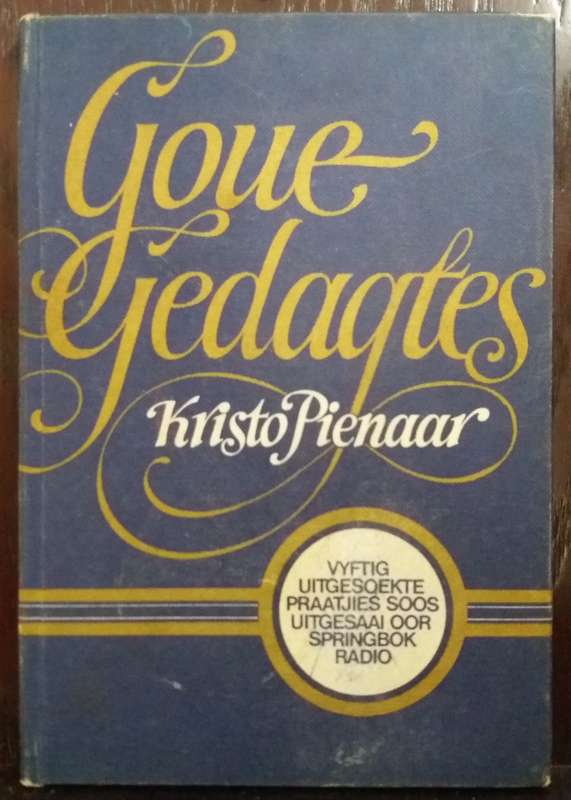 Goue
Gedagtes
Kristo Pienaar
VYFTIG
UITGESOEKTE
PRAATJIES SOOS
UITGESAAI OOR
SPRINGBOK
RADIO